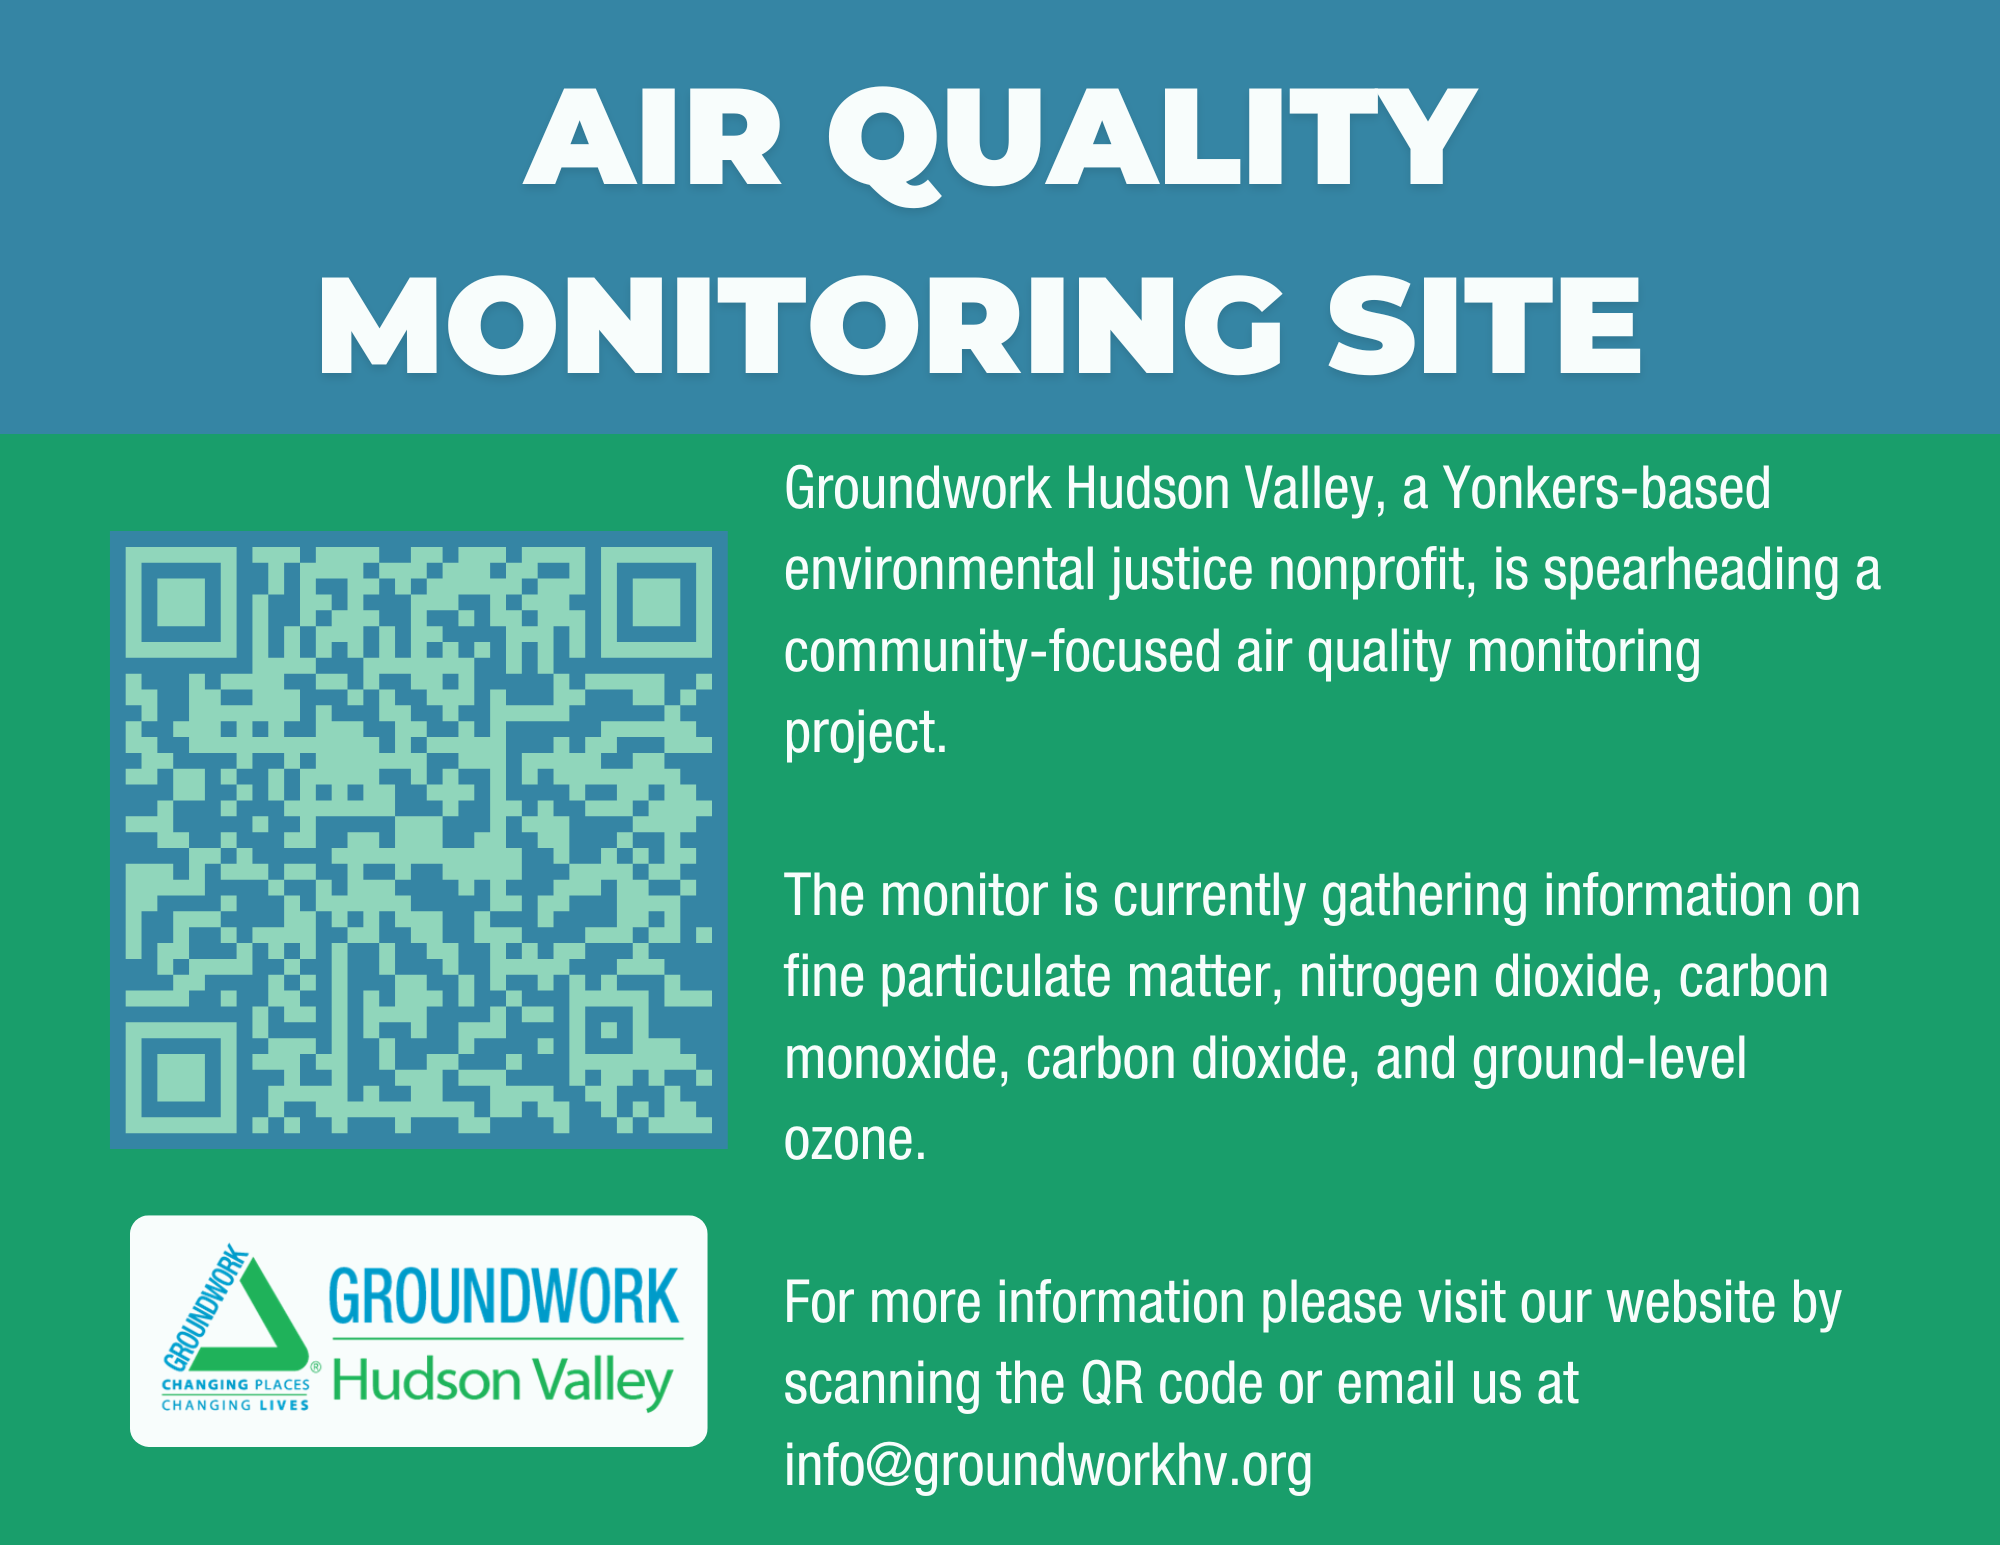 AIR QUALITY
MONITORING SITE
Groundwork Hudson Valley, a Yonkers-based
environmental justice nonprofit, is spearheading a
community-focused air quality monitoring
project.
The monitor is currently gathering information on
fine particulate matter, nitrogen dioxide, carbon
monoxide, carbon dioxide, and ground-level
ozone.
For more information please visit our website by
scanning the QR code or email us at
info@groundworkhv.org
GROUNDWORK
®
CHANGING PLACES
CHANGING LIVES
GROUNDWORK
Hudson Valley